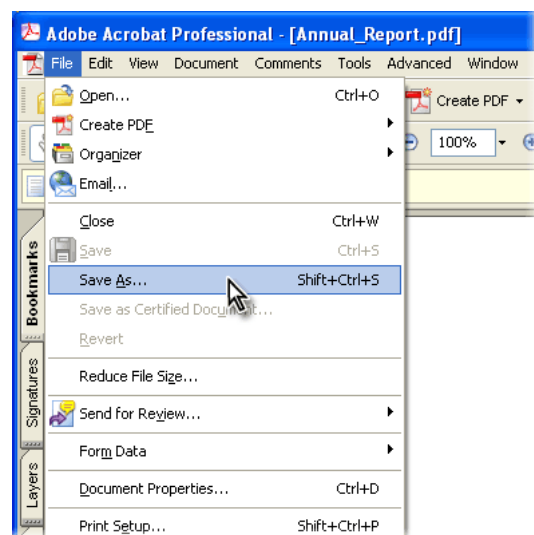 Adobe Acrobat Professional - [Annual_Report.pdf]
File Edit View Document Comments Tools Advanced Window
Open... Ctrl+O
Create PDF
Create PDF
Organizer
100%
Email...
Close Ctrl+W
Save Ctrl+S
Save As... Shift+Ctrl+S
Save as Certified Document...
Revert
Reduce File Size...
Send for Review...
Form Data
Document Properties... Ctrl+D
Print Setup... Shift+Ctrl+P
Bookmarks
Signatures
Layers